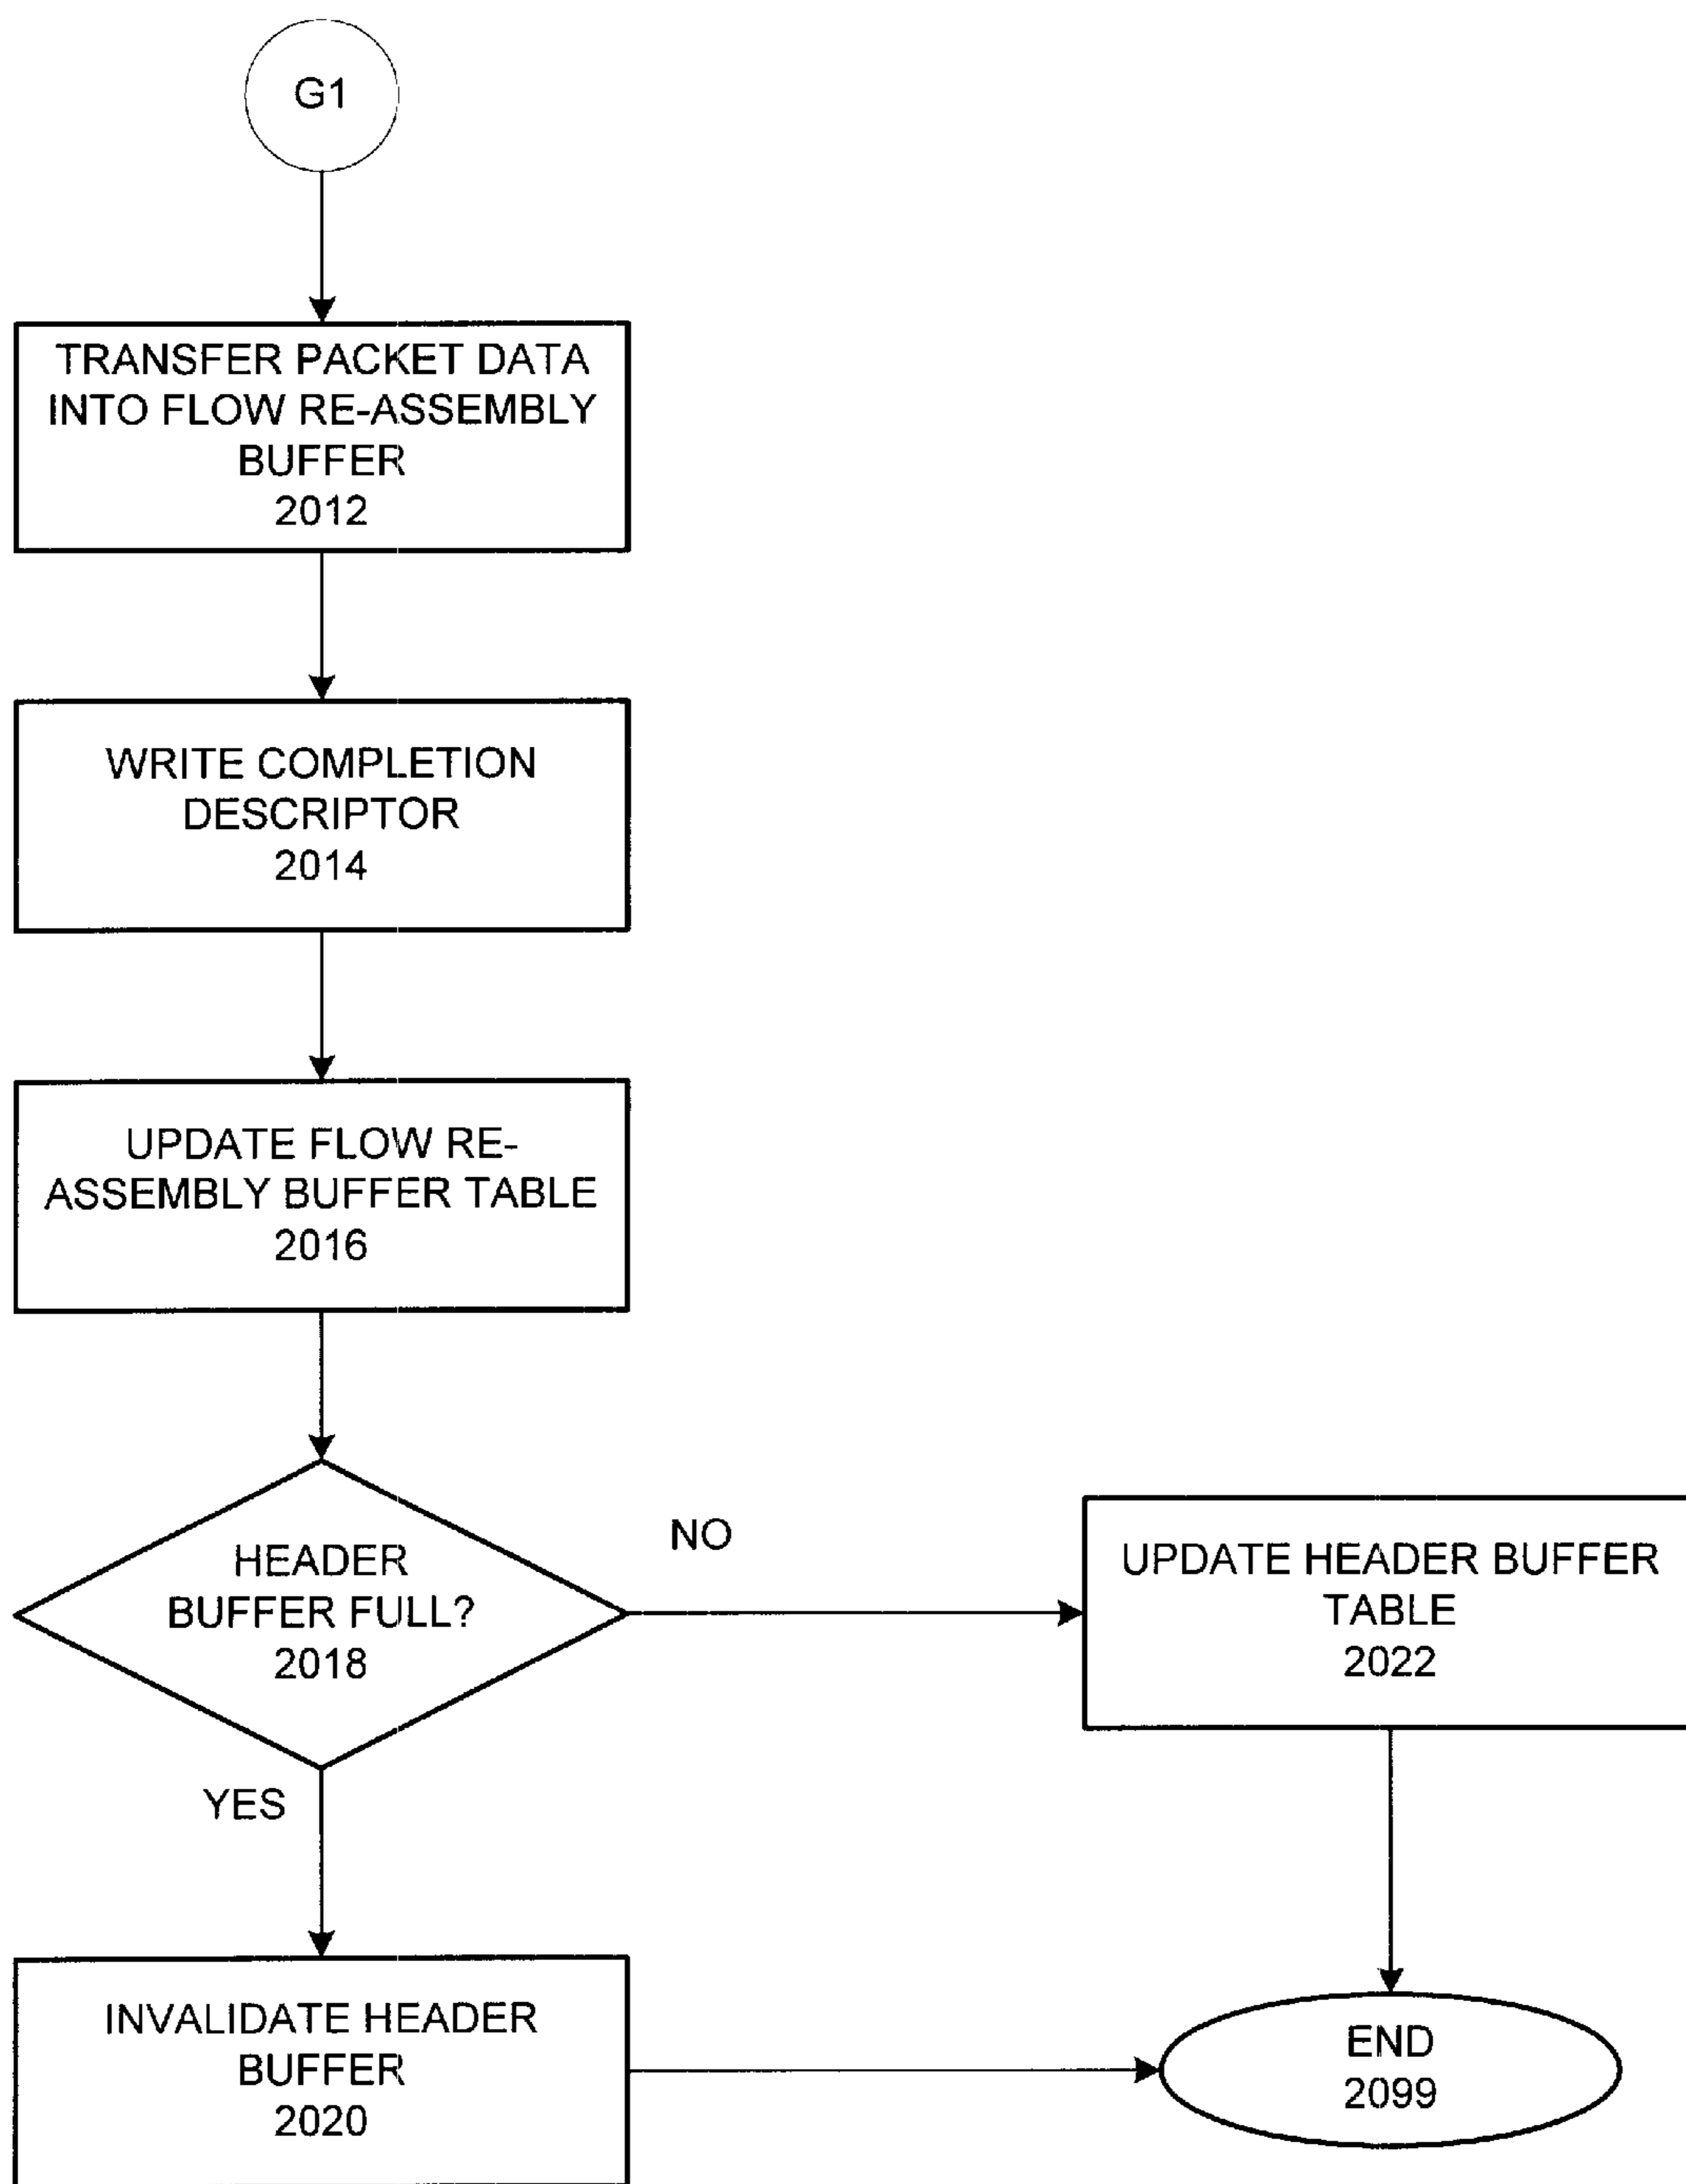 G1
TRANSFER PACKET DATA
INTO FLOW RE-ASSEMBLY
BUFFER
2012
WRITE COMPLETION
DESCRIPTOR
2014
UPDATE FLOW RE-
ASSEMBLY BUFFER TABLE
2016
HEADER
BUFFER FULL?
2018
NO
UPDATE HEADER BUFFER
TABLE
2022
YES
INVALIDATE HEADER
BUFFER
2020
END
2099